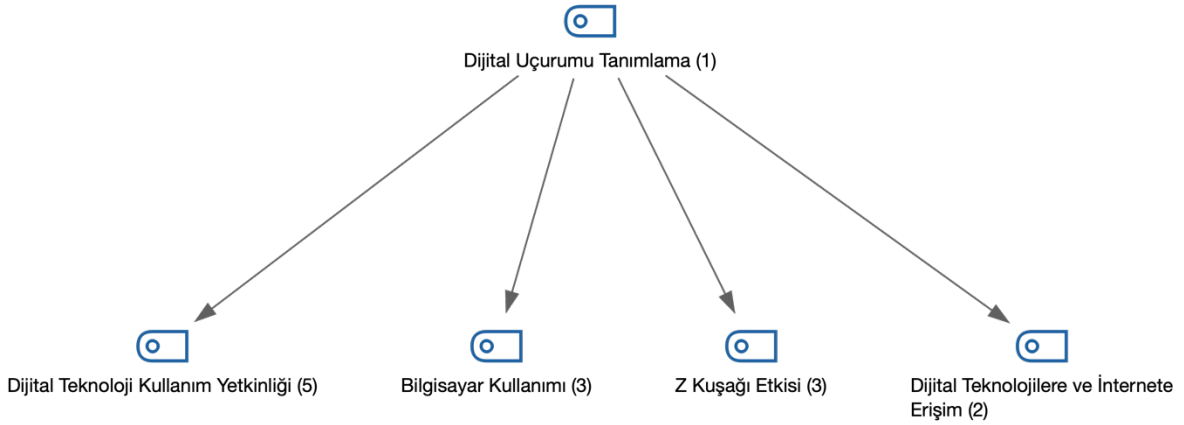 Dijital Uçurumu Tanımlama (1)
Dijital Teknoloji Kullanım Yetkinliği (5)
Bilgisayar Kullanımı (3)
Z Kuşağı Etkisi (3)
Dijital Teknolojilere ve İnternete
Erişim (2)